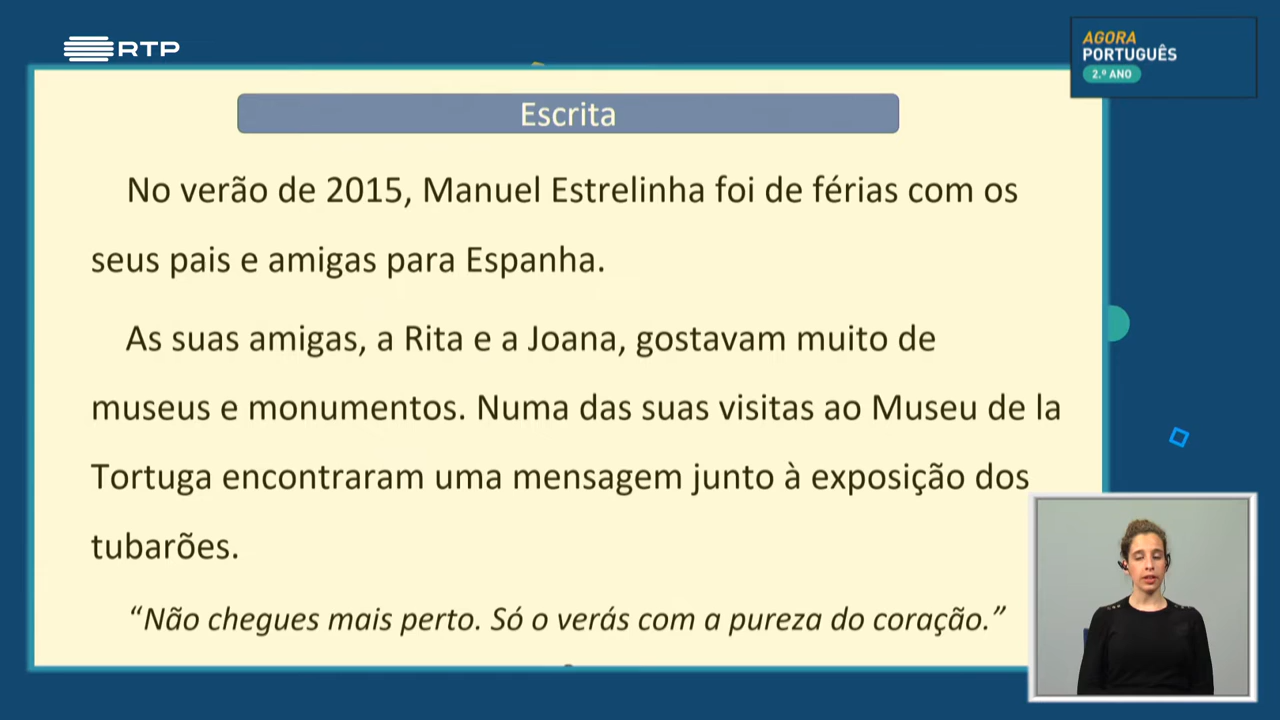 RTP
AGORA
PORTUGUÊS
2.º ANO
Escrita
No verão de 2015, Manuel Estrelinha foi de férias com os
seus pais e amigas para Espanha.
As suas amigas, a Rita e a Joana, gostavam muito de
museus e monumentos. Numa das suas visitas ao Museu de la
Tortuga encontraram uma mensagem junto à exposição dos
tubarões.
“Não chegues mais perto. Só o verás com a pureza do coração.”